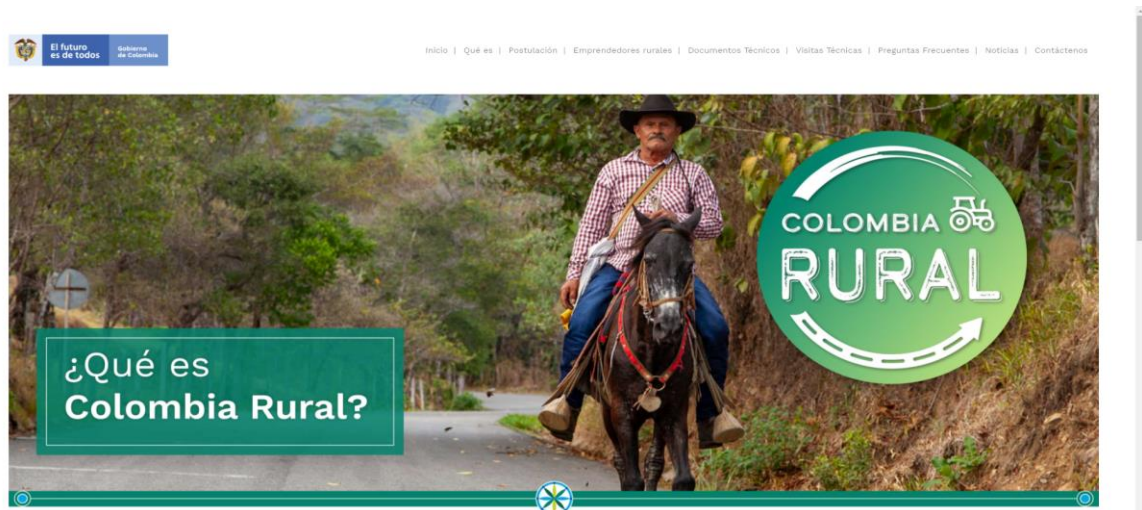 El futuro
es de todos
Gobierno
de Colombia
Inicio | Qué es | Postulación | Emprendedores rurales | Documentos Técnicos | Visitas Técnicas | Preguntas Frecuentes | Noticias | Contáctenos
COLOMBIA
RURAL
¿Qué es
Colombia Rural?